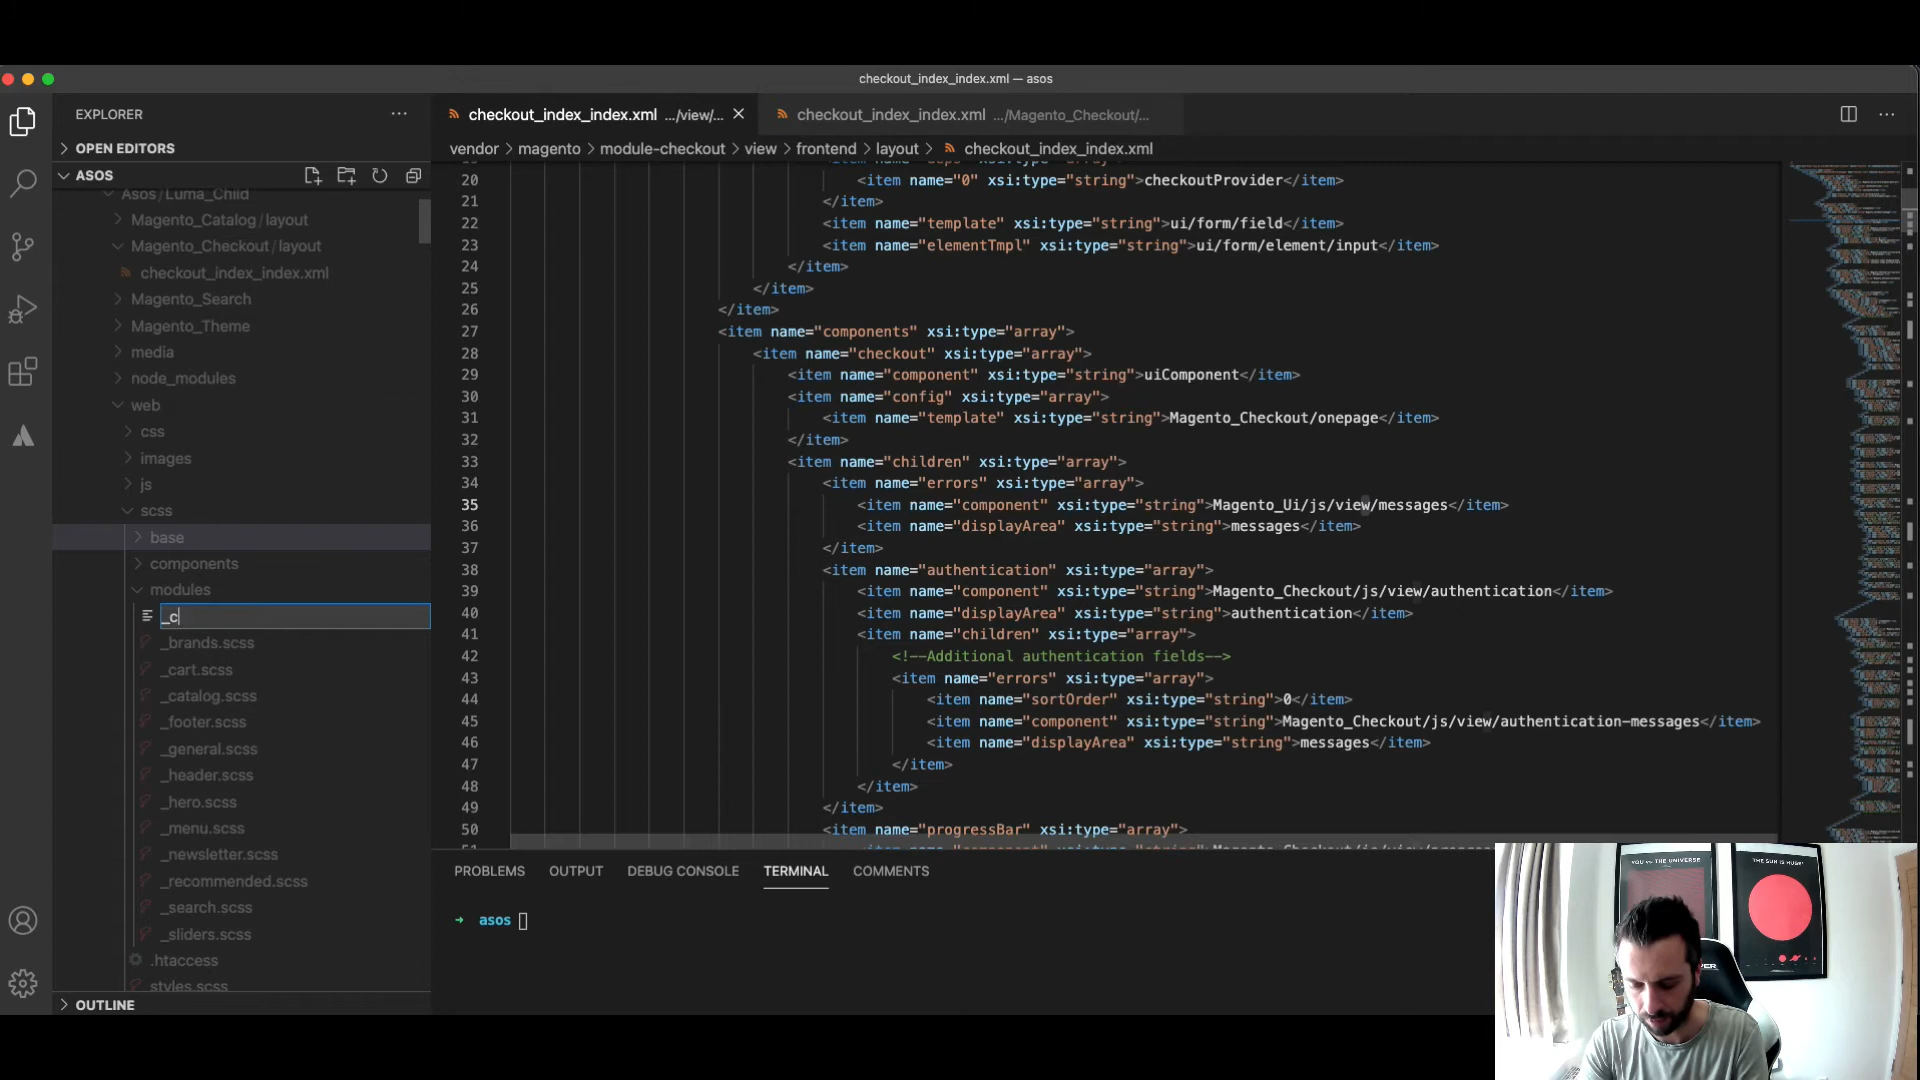 checkout_index_index.xml — asos
EXPLORER
OPEN EDITORS
ASOS
Asos / Luma_Child
Magento_Catalog / layout
Magento_Checkout / layout
checkout_index_index.xml
Magento_Search
Magento_Theme
media
node_modules
web
css
images
js
scss
base
components
modules
_c
_brands.scss
_cart.scss
_catalog.scss
_footer.scss
_general.scss
_header.scss
_hero.scss
_menu.scss
_newsletter.scss
_recommended.scss
_search.scss
_sliders.scss
.htaccess
styles.scss
OUTLINE
checkout_index_index.xml .../view/...
checkout_index_index.xml .../Magento_Checkout/...
vendor > magento > module-checkout > view > frontend > layout > checkout_index_index.xml
20 <item name="0" xsi:type="string">checkoutProvider</item>
21 </item>
22 <item name="template" xsi:type="string">ui/form/field</item>
23 <item name="elementTmpl" xsi:type="string">ui/form/element/input</item>
24 </item>
25 </item>
26 </item>
27 <item name="components" xsi:type="array">
28 <item name="checkout" xsi:type="array">
29 <item name="component" xsi:type="string">uiComponent</item>
30 <item name="config" xsi:type="array">
31 <item name="template" xsi:type="string">Magento_Checkout/onepage</item>
32 </item>
33 <item name="children" xsi:type="array">
34 <item name="errors" xsi:type="array">
35 <item name="component" xsi:type="string">Magento_Ui/js/view/messages</item>
36 <item name="displayArea" xsi:type="string">messages</item>
37 </item>
38 <item name="authentication" xsi:type="array">
39 <item name="component" xsi:type="string">Magento_Checkout/js/view/authentication</item>
40 <item name="displayArea" xsi:type="string">authentication</item>
41 <item name="children" xsi:type="array">
42 <!--Additional authentication fields-->
43 <item name="errors" xsi:type="array">
44 <item name="sortOrder" xsi:type="string">0</item>
45 <item name="component" xsi:type="string">Magento_Checkout/js/view/authentication-messages</item>
46 <item name="displayArea" xsi:type="string">messages</item>
47 </item>
48 </item>
49 </item>
50 <item name="progressBar" xsi:type="array">
PROBLEMS OUTPUT DEBUG CONSOLE TERMINAL COMMENTS
→ asos
YOU vs THE UNIVERSE
THE SUN IS HUGE!